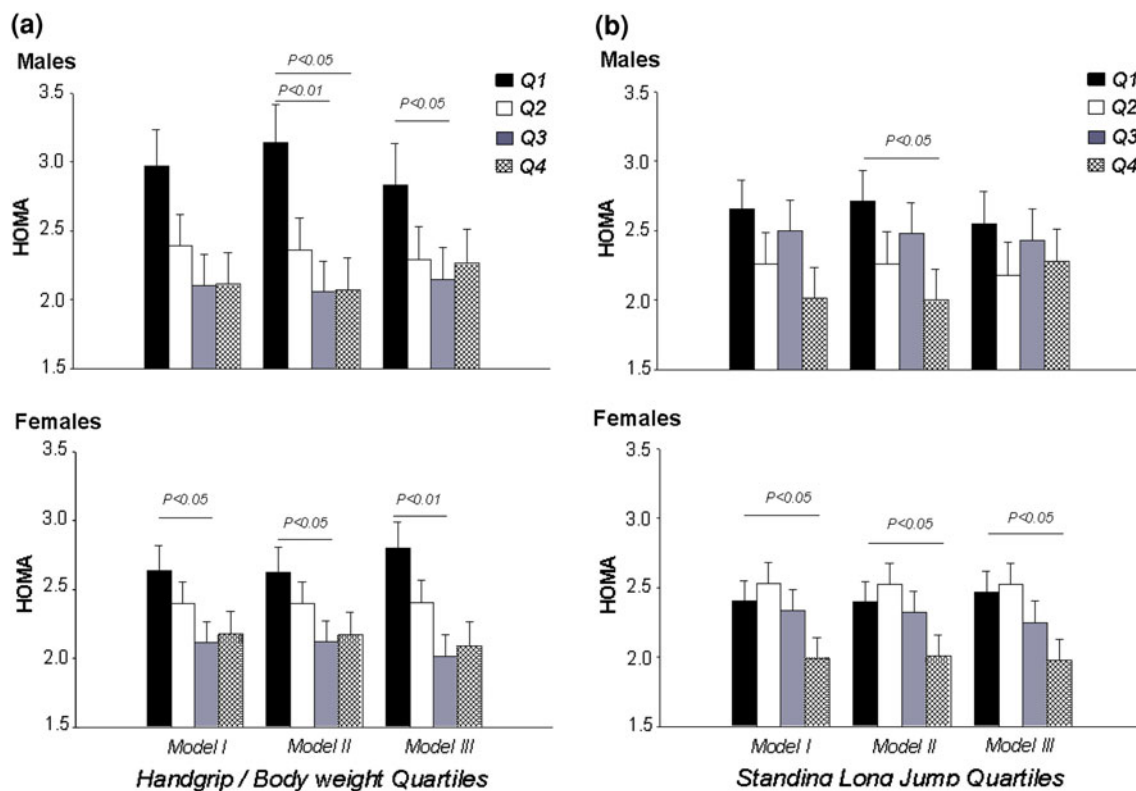 (a)
Males
P<0.05
P<0.01
P<0.05
Q1
Q2
Q3
Q4
3.5
3.0
2.5
2.0
1.5
HOMA
Females
P<0.05
P<0.05
P<0.01
3.5
3.0
2.5
2.0
1.5
HOMA
Model I
Model II
Model III
Handgrip / Body weight Quartiles
(b)
Males
P<0.05
Q1
Q2
Q3
Q4
3.5
3.0
2.5
2.0
1.5
HOMA
Females
P<0.05
P<0.05
P<0.05
3.5
3.0
2.5
2.0
1.5
HOMA
Model I
Model II
Model III
Standing Long Jump Quartiles